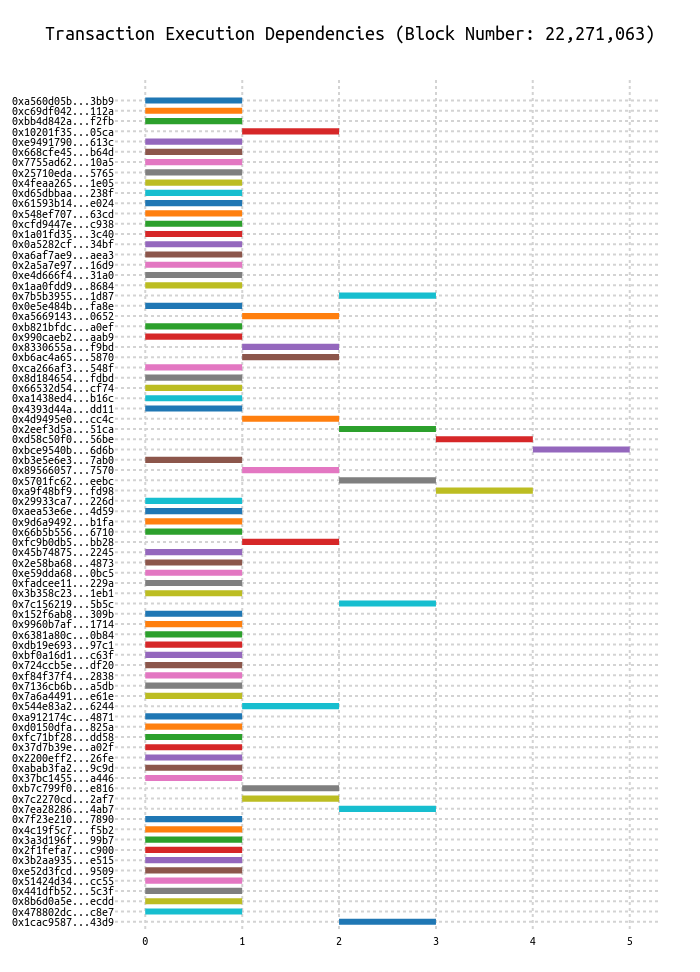 Transaction Execution Dependencies (Block Number: 22,271,063)
0xa560d05b...3bb9
0xc69df042...112a
0xbb4d842a...f2fb
0x10201f35...05ca
0xe9491790...613c
0x668cfe45...b64d
0x7755ad62...10a5
0x25710eda...5765
0x4feaa265...1e05
0xd65dbbaa...238f
0x61593b14...e024
0x548ef707...63cd
0xcfd9447e...c938
0x1a01fd35...3c40
0x0a5282cf...34bf
0xa6af7ae9...aea3
0x2a5a7e97...16d9
0xe4d666f4...31a0
0x1aa0fdd9...8684
0x7b5b3955...1d87
0x0e5e484b...fa8e
0xa5669143...0652
0xb821bfdc...a0ef
0x990caeb2...aab9
0x8330655a...f9bd
0xb6ac4a65...5870
0xca266af3...548f
0x8d184654...fdbd
0x66532d54...cf74
0xa1438ed4...b16c
0x4393d44a...dd11
0x4d9495e0...cc4c
0x2eef3d5a...51ca
0xd58c50f0...56be
0xbce9540b...6d6b
0xb3e5e6e3...7ab0
0x89566057...7570
0x5701fc62...eebc
0xa9f48bf9...fd98
0x29933ca7...226d
0xaea53e6e...4d59
0x9d6a9492...b1fa
0x66b5b556...6710
0xfc9b0db5...bb28
0x45b74875...2245
0x2e58ba68...4873
0xe59dda68...0bc5
0xfadcee11...229a
0x3b358c23...1eb1
0x7c156219...5b5c
0x152f6ab8...309b
0x9960b7af...1714
0x6381a80c...0b84
0xdb19e693...97c1
0xbf0a16d1...c63f
0x724ccb5e...df20
0xf84f37f4...2838
0x7136cb6b...a5db
0x7a6a4491...e61e
0x544e83a2...6244
0xa912174c...4871
0xd0150dfa...825a
0xfc71bf28...dd58
0x37d7b39e...a02f
0x2200eff2...26fe
0xabab3fa2...9c9d
0x37bc1455...a446
0xb7c799f0...e816
0x7c2270cd...2af7
0x7ea28286...4ab7
0x7f23e210...7890
0x4c19f5c7...f5b2
0x3a3d196f...99b7
0x2f1fefa7...c900
0x3b2aa935...e515
0xe52d3fcd...9509
0x51424d34...cc55
0x441dfb52...5c3f
0x8b6d0a5e...ecdd
0x478802dc...c8e7
0x1cac9587...43d9
0 1 2 3 4 5